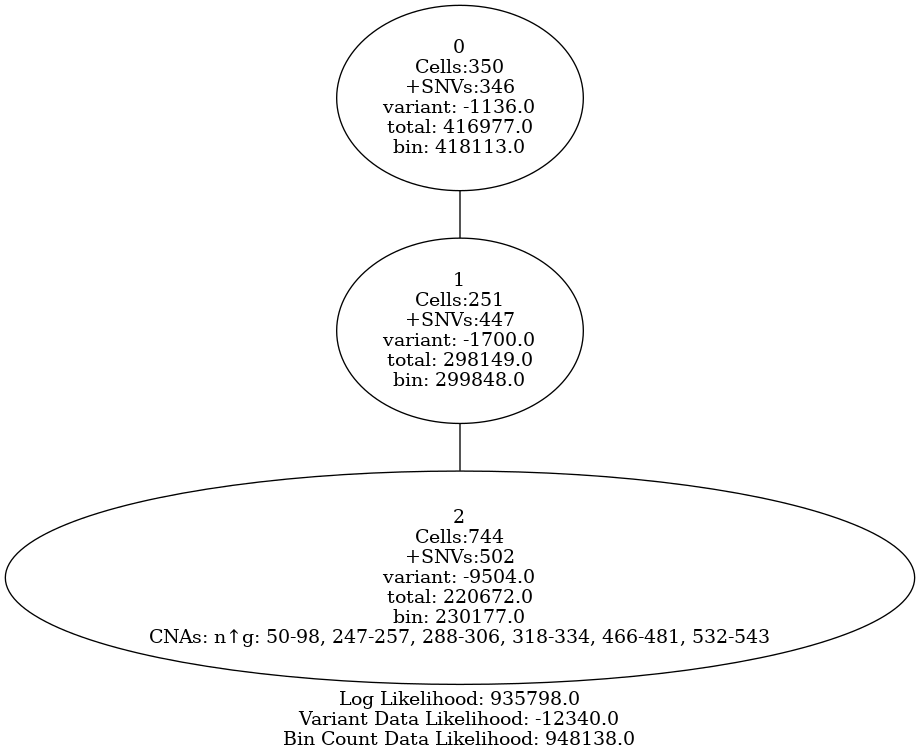 0
Cells:350
+SNVs:346
variant: -1136.0
total: 416977.0
bin: 418113.0
1
Cells:251
+SNVs:447
variant: -1700.0
total: 298149.0
bin: 299848.0
2
Cells:744
+SNVs:502
variant: -9504.0
total: 220672.0
bin: 230177.0
CNAs: n↑g: 50-98, 247-257, 288-306, 318-334, 466-481, 532-543
Log Likelihood: 935798.0
Variant Data Likelihood: -12340.0
Bin Count Data Likelihood: 948138.0